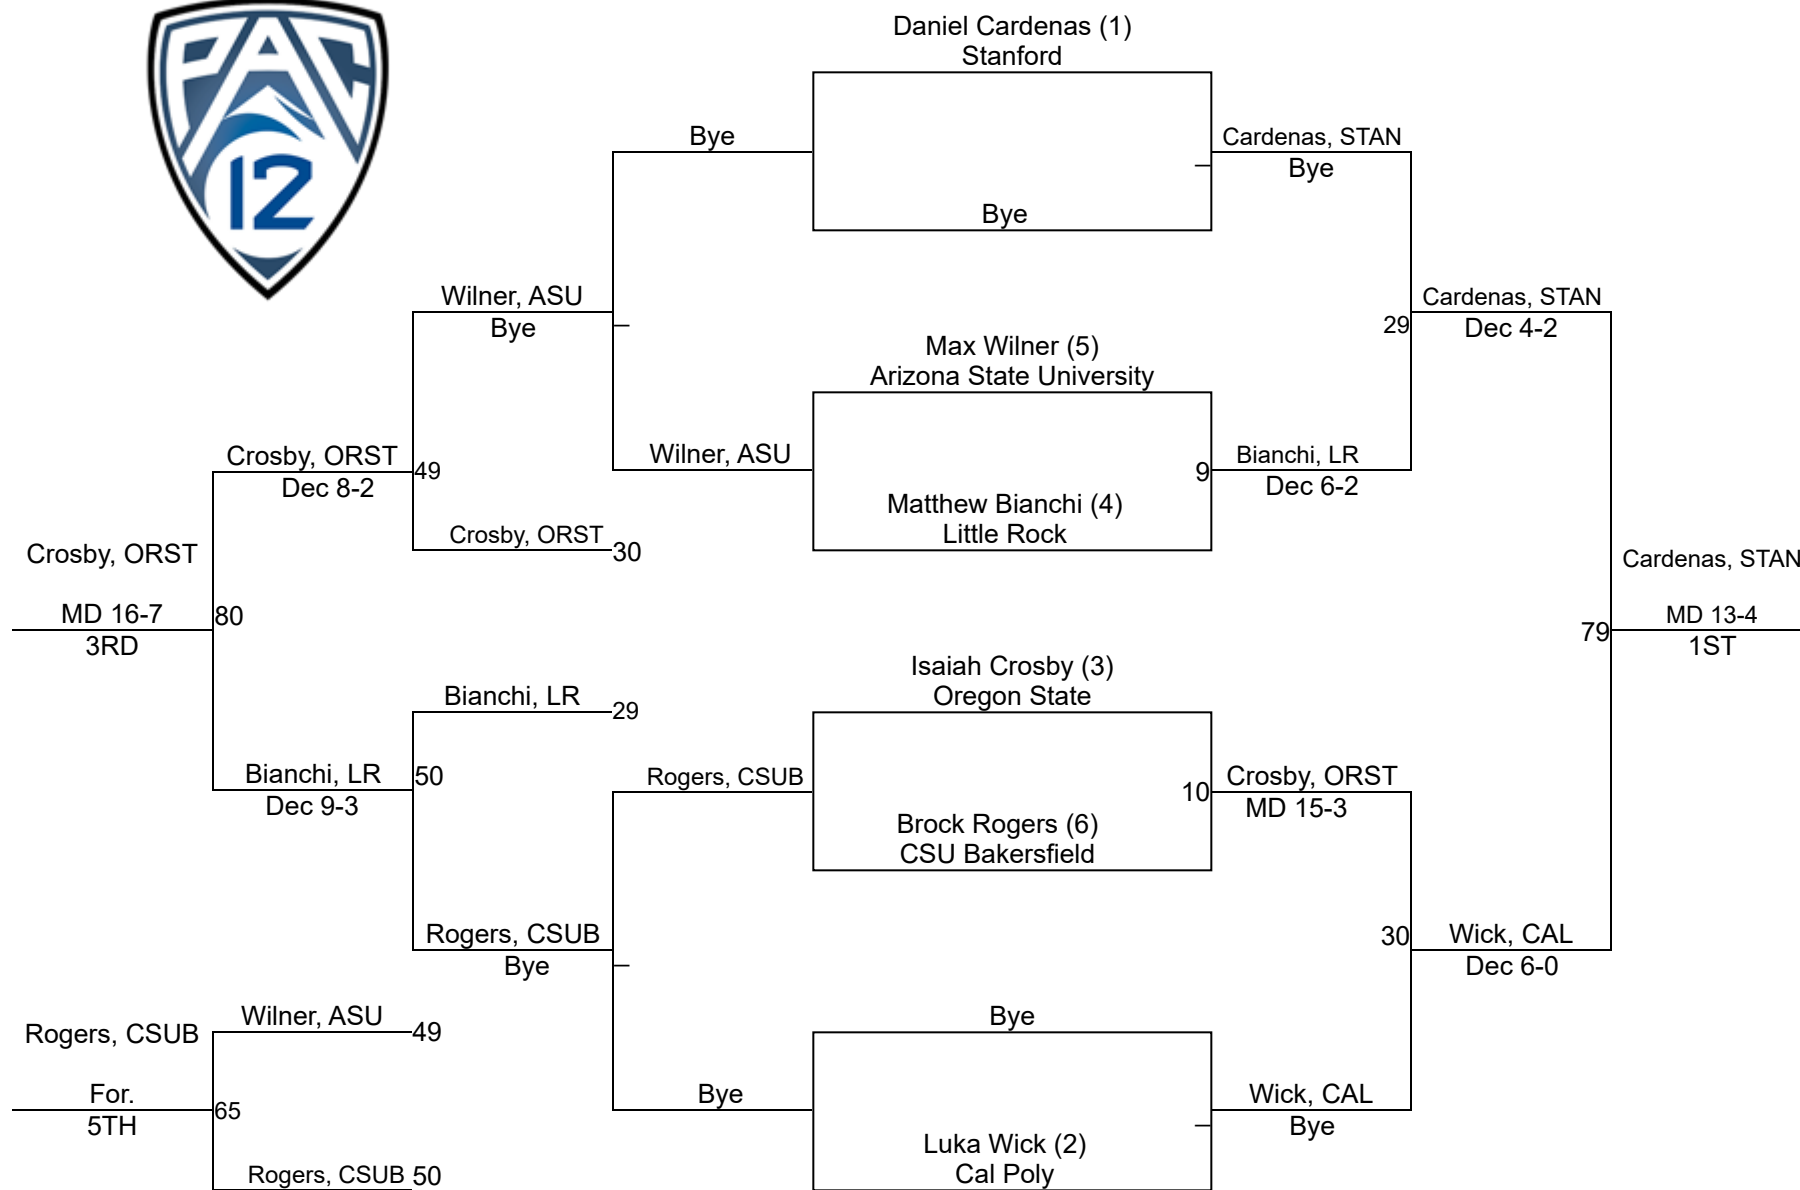 PAC
12
Daniel Cardenas (1)
Stanford
Bye
Cardenas, STAN
Bye
Bye
Wilner, ASU
Bye
Cardenas, STAN
29
Dec 4-2
Max Wilner (5)
Arizona State University
Crosby, ORST
49
Dec 8-2
Wilner, ASU
9
Bianchi, LR
Dec 6-2
Matthew Bianchi (4)
Little Rock
Crosby, ORST
30
Crosby, ORST
Cardenas, STAN
MD 16-7
80
3RD
79
MD 13-4
1ST
Isaiah Crosby (3)
Oregon State
Bianchi, LR
29
Bianchi, LR
50
Dec 9-3
Rogers, CSUB
10
Crosby, ORST
MD 15-3
Brock Rogers (6)
CSU Bakersfield
Rogers, CSUB
Bye
30
Wick, CAL
Dec 6-0
Rogers, CSUB
Wilner, ASU
49
Bye
For.
65
5TH
Bye
Wick, CAL
Bye
Luka Wick (2)
Cal Poly
Rogers, CSUB
50